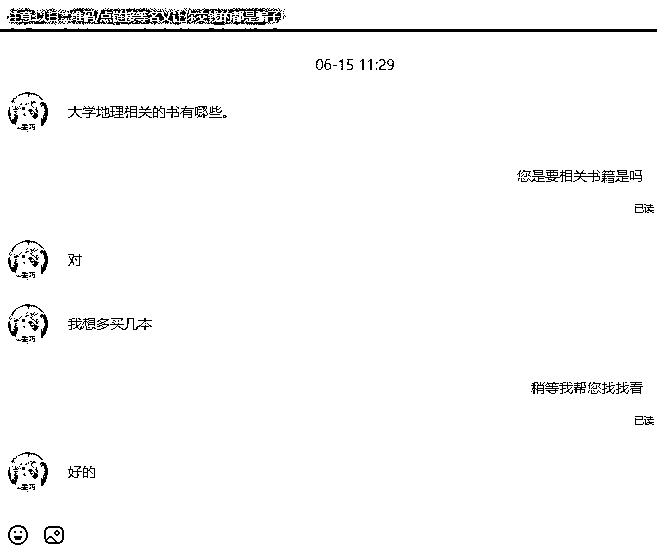 06-15 11:29
大学地理相关的书有哪些。
您是要相关书籍是吗
已读
对
我想多买几本
稍等我帮您找找看
已读
好的